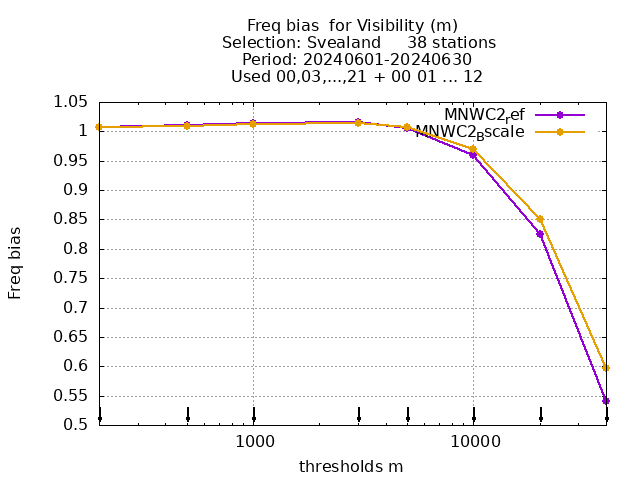 Freq bias  for Visibility (m)
Selection: Svealand     38 stations
Period: 20240601-20240630
Used 00,03,...,21 + 00 01 ... 12
MNWC2ref
MNWC2Bscale
1.05
1
0.95
0.9
0.85
0.8
0.75
0.7
0.65
0.6
0.55
0.5
Freq bias
1000
10000
thresholds m